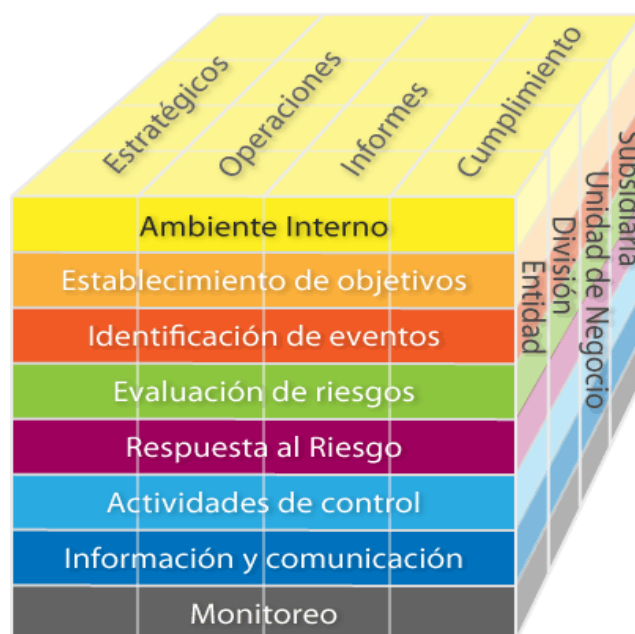 Estratégicos
Operaciones
Informes
Cumplimiento
Ambiente Interno
Establecimiento de objetivos
Identificación de eventos
Evaluación de riesgos
Respuesta al Riesgo
Actividades de control
Información y comunicación
Monitoreo
Entidad
División
Unidad de Negocio
Subsidiaria